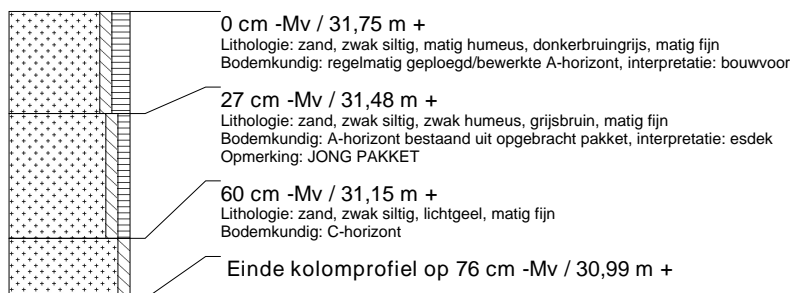 0 cm -Mv / 31,75 m +
Lithologie: zand, zwak siltig, matig humeus, donkerbruingrijs, matig fijn
Bodemkundig: regelmatig geploegd/bewerkte A-horizont, interpretatie: bouwvoor
27 cm -Mv / 31,48 m +
Lithologie: zand, zwak siltig, zwak humeus, grijsbruin, matig fijn
Bodemkundig: A-horizont bestaand uit opgebracht pakket, interpretatie: esdek
Opmerking: JONG PAKKET
60 cm -Mv / 31,15 m +
Lithologie: zand, zwak siltig, lichtgeel, matig fijn
Bodemkundig: C-horizont
Einde kolomprofiel op 76 cm -Mv / 30,99 m +